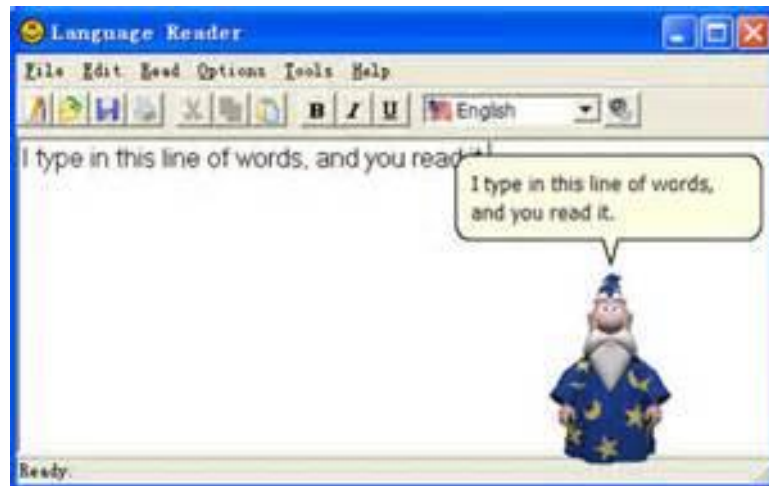 Language Reader
File Edit Read Options Tools Help
B I U English
I type in this line of words, and you read it.
I type in this line of words,
and you read it.
Ready.